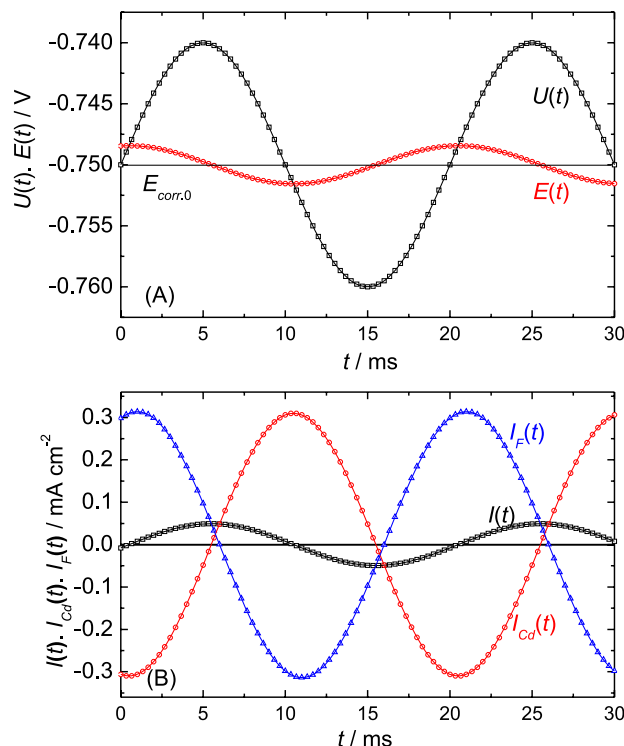 -0.740
-0.745
-0.750
-0.755
-0.760
U(t). E(t) / V
U(t)
E(t)
E_corr.0
(A)
0 5 10 15 20 25 30
t / ms
0.3
0.2
0.1
0.0
-0.1
-0.2
-0.3
I(t). I_Cd(t). I_F(t) / mA cm⁻²
I_F(t)
I(t)
I_Cd(t)
(B)
0 5 10 15 20 25 30
t / ms